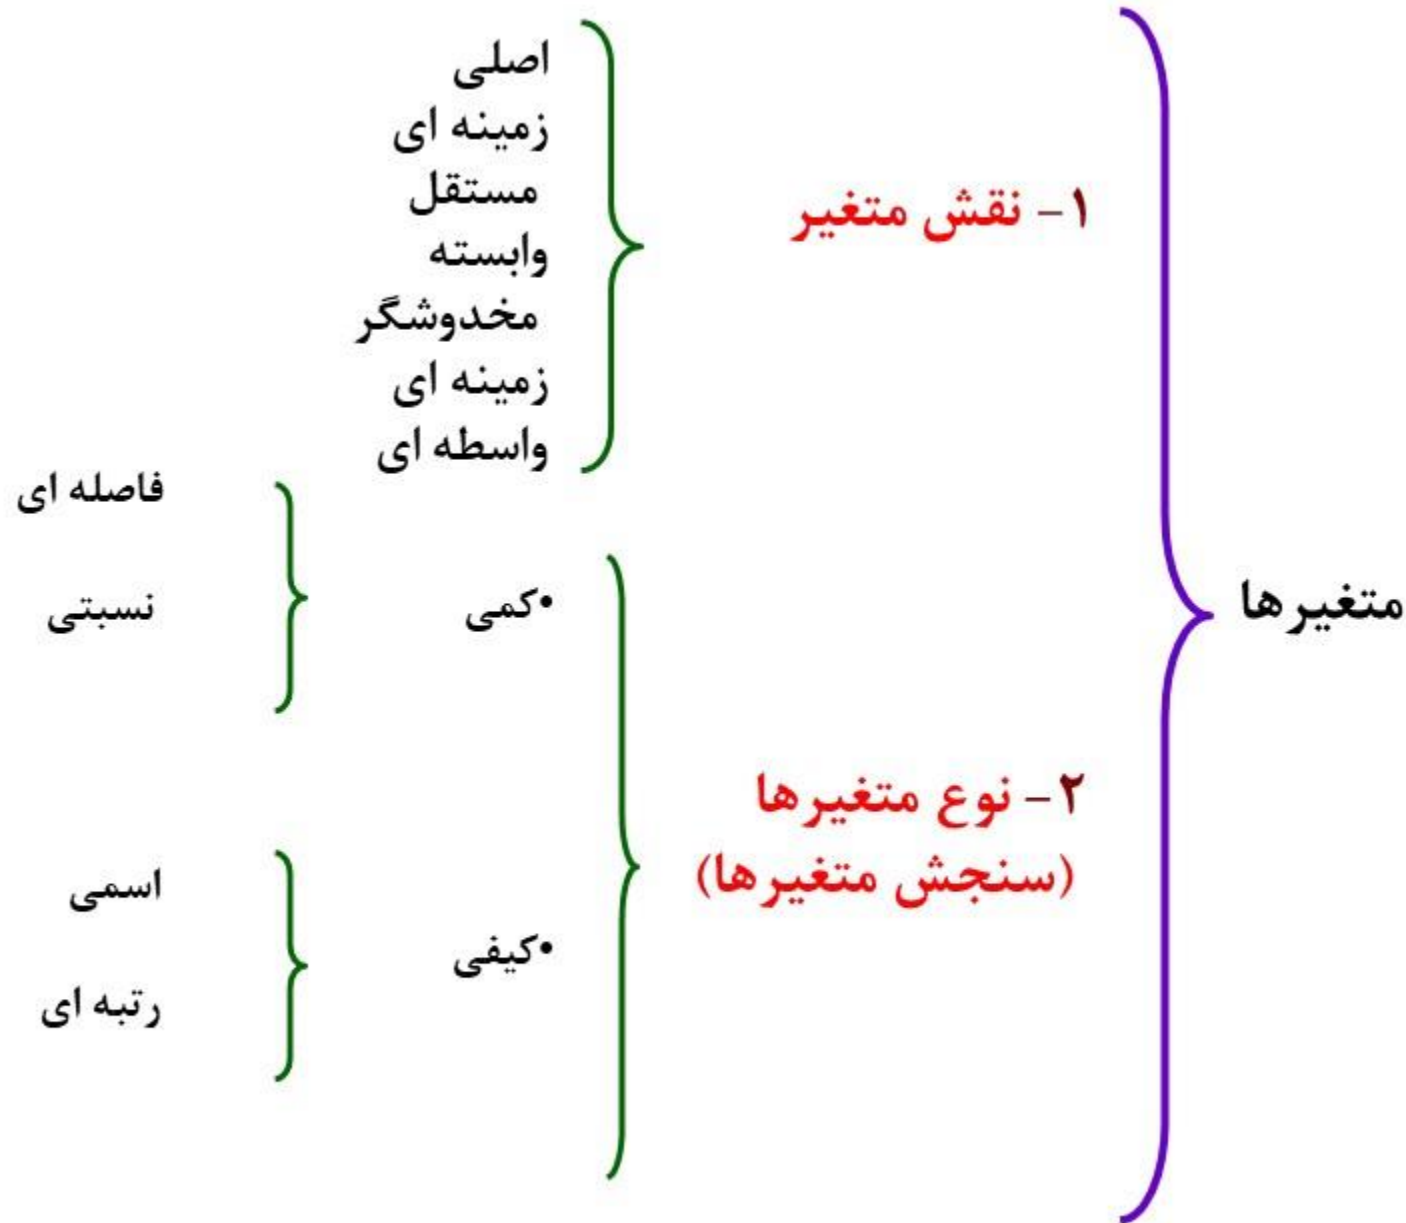 متغیرها
۱- نقش متغیر
اصلی
زمینه ای
مستقل
وابسته
مخدوشگر
زمینه ای
واسطه ای
۲- نوع متغیرها
(سنجش متغیرها)
•کمی
فاصله ای
نسبتی
•کیفی
اسمی
رتبه ای